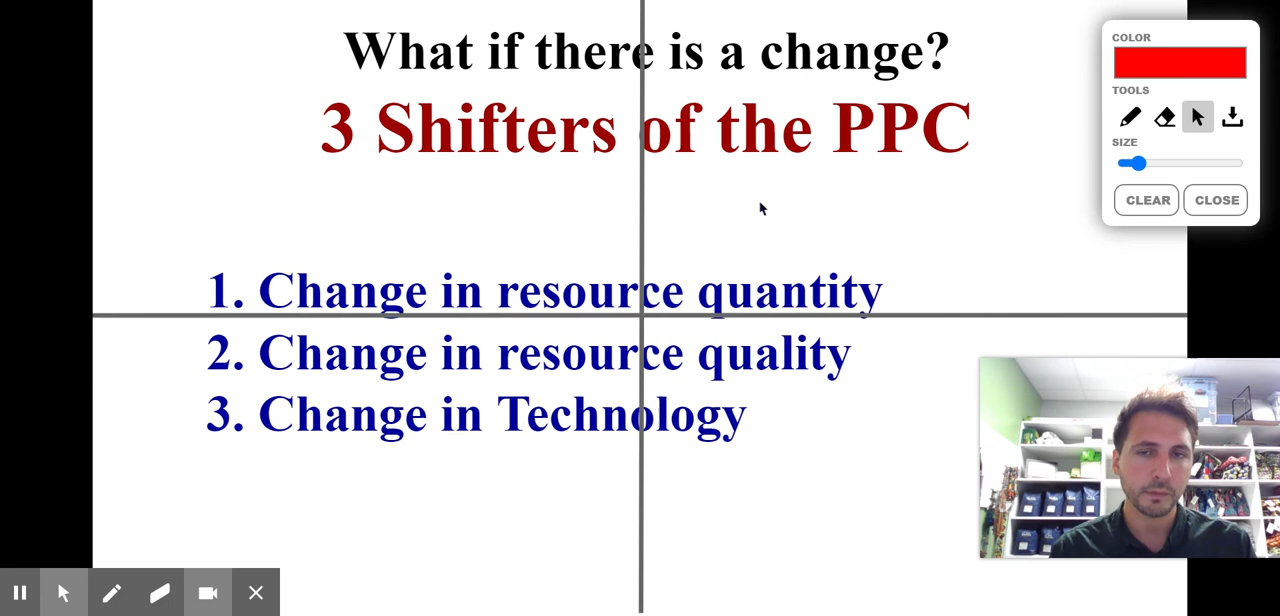 What if there is a change?
3 Shifters of the PPC
1. Change in resource quantity
2. Change in resource quality
3. Change in Technology
COLOR
TOOLS
SIZE
CLEAR CLOSE